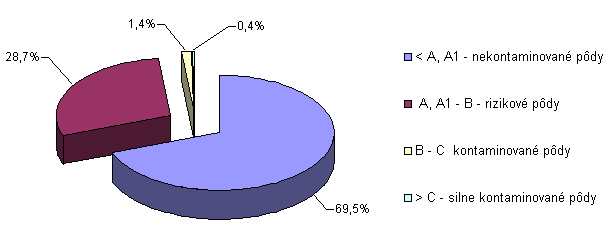 1,4%
0,4%
28,7%
69,5%
< A, A1 - nekontaminované pôdy
A, A1 - B - rizikové pôdy
B - C kontaminované pôdy
> C - silne kontaminované pôdy